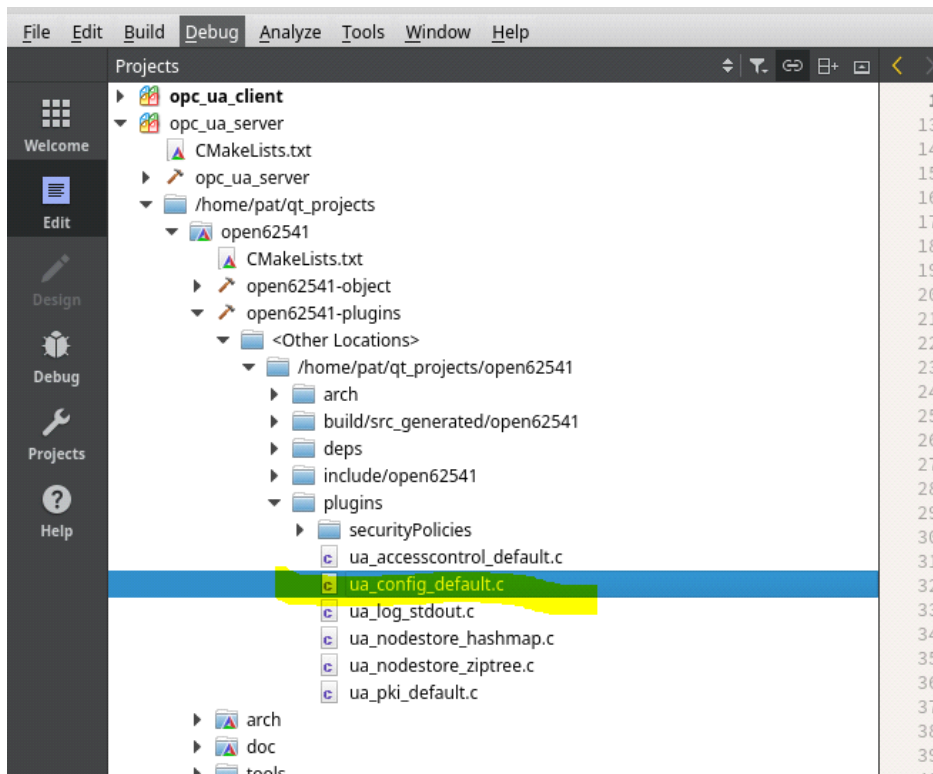 File Edit Build Debug Analyze Tools Window Help
Projects
Welcome
Edit
Design
Debug
Projects
Help
opc_ua_client
opc_ua_server
CMakeLists.txt
opc_ua_server
/home/pat/qt_projects
open62541
CMakeLists.txt
open62541-object
open62541-plugins
<Other Locations>
/home/pat/qt_projects/open62541
arch
build/src_generated/open62541
deps
include/open62541
plugins
securityPolicies
ua_accesscontrol_default.c
ua_config_default.c
ua_log_stdout.c
ua_nodestore_hashmap.c
ua_nodestore_ziptree.c
ua_pki_default.c
arch
doc
tools
13
14
15
16
17
18
19
20
21
22
23
24
25
26
27
28
29
30
31
32
33
34
35
36
37
38
39